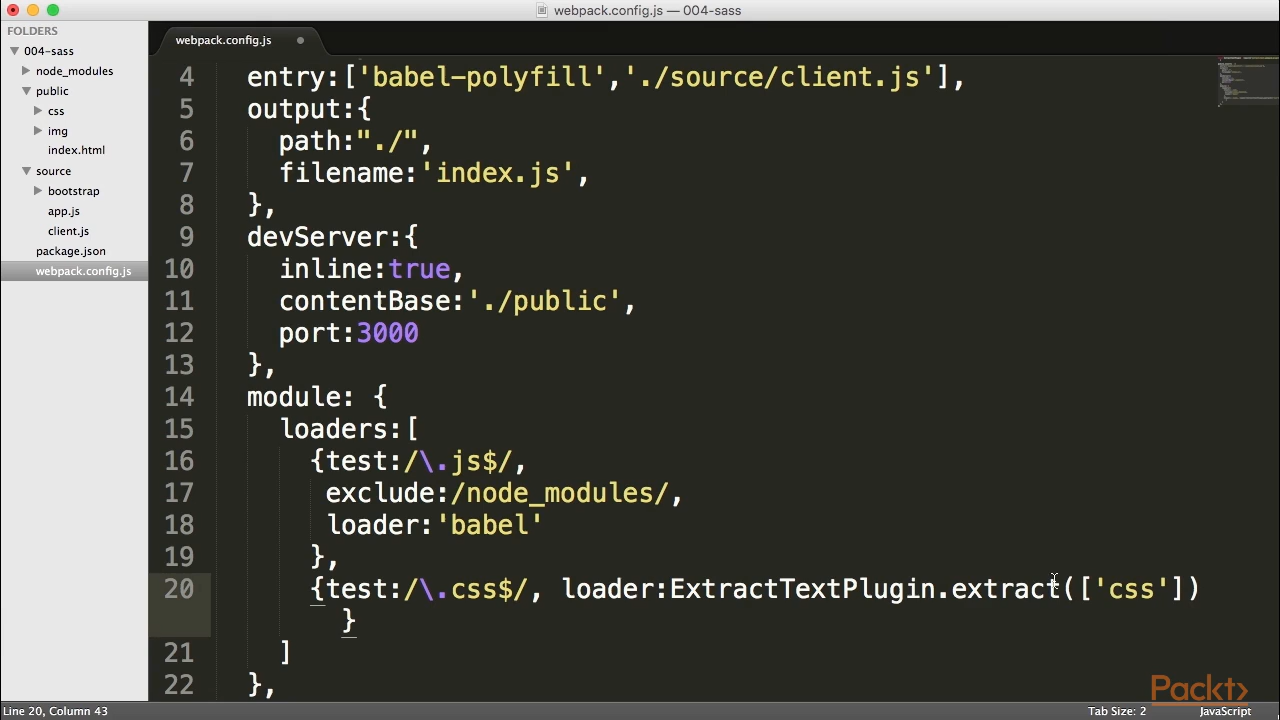 webpack.config.js — 004-sass
FOLDERS
004-sass
node_modules
public
css
img
index.html
source
bootstrap
app.js
client.js
package.json
webpack.config.js
webpack.config.js
4 entry:['babel-polyfill','./source/client.js'],
5 output:{
6 path:"./",
7 filename:'index.js',
8 },
9 devServer:{
10 inline:true,
11 contentBase:'./public',
12 port:3000
13 },
14 module: {
15 loaders:[
16 {test:/\.js$/,
17 exclude:/node_modules/,
18 loader:'babel'
19 },
20 {test:/\.css$/, loader:ExtractTextPlugin.extract(['css'])
}
21 ]
22 },
Packt>
Line 20, Column 43
Tab Size: 2
JavaScript